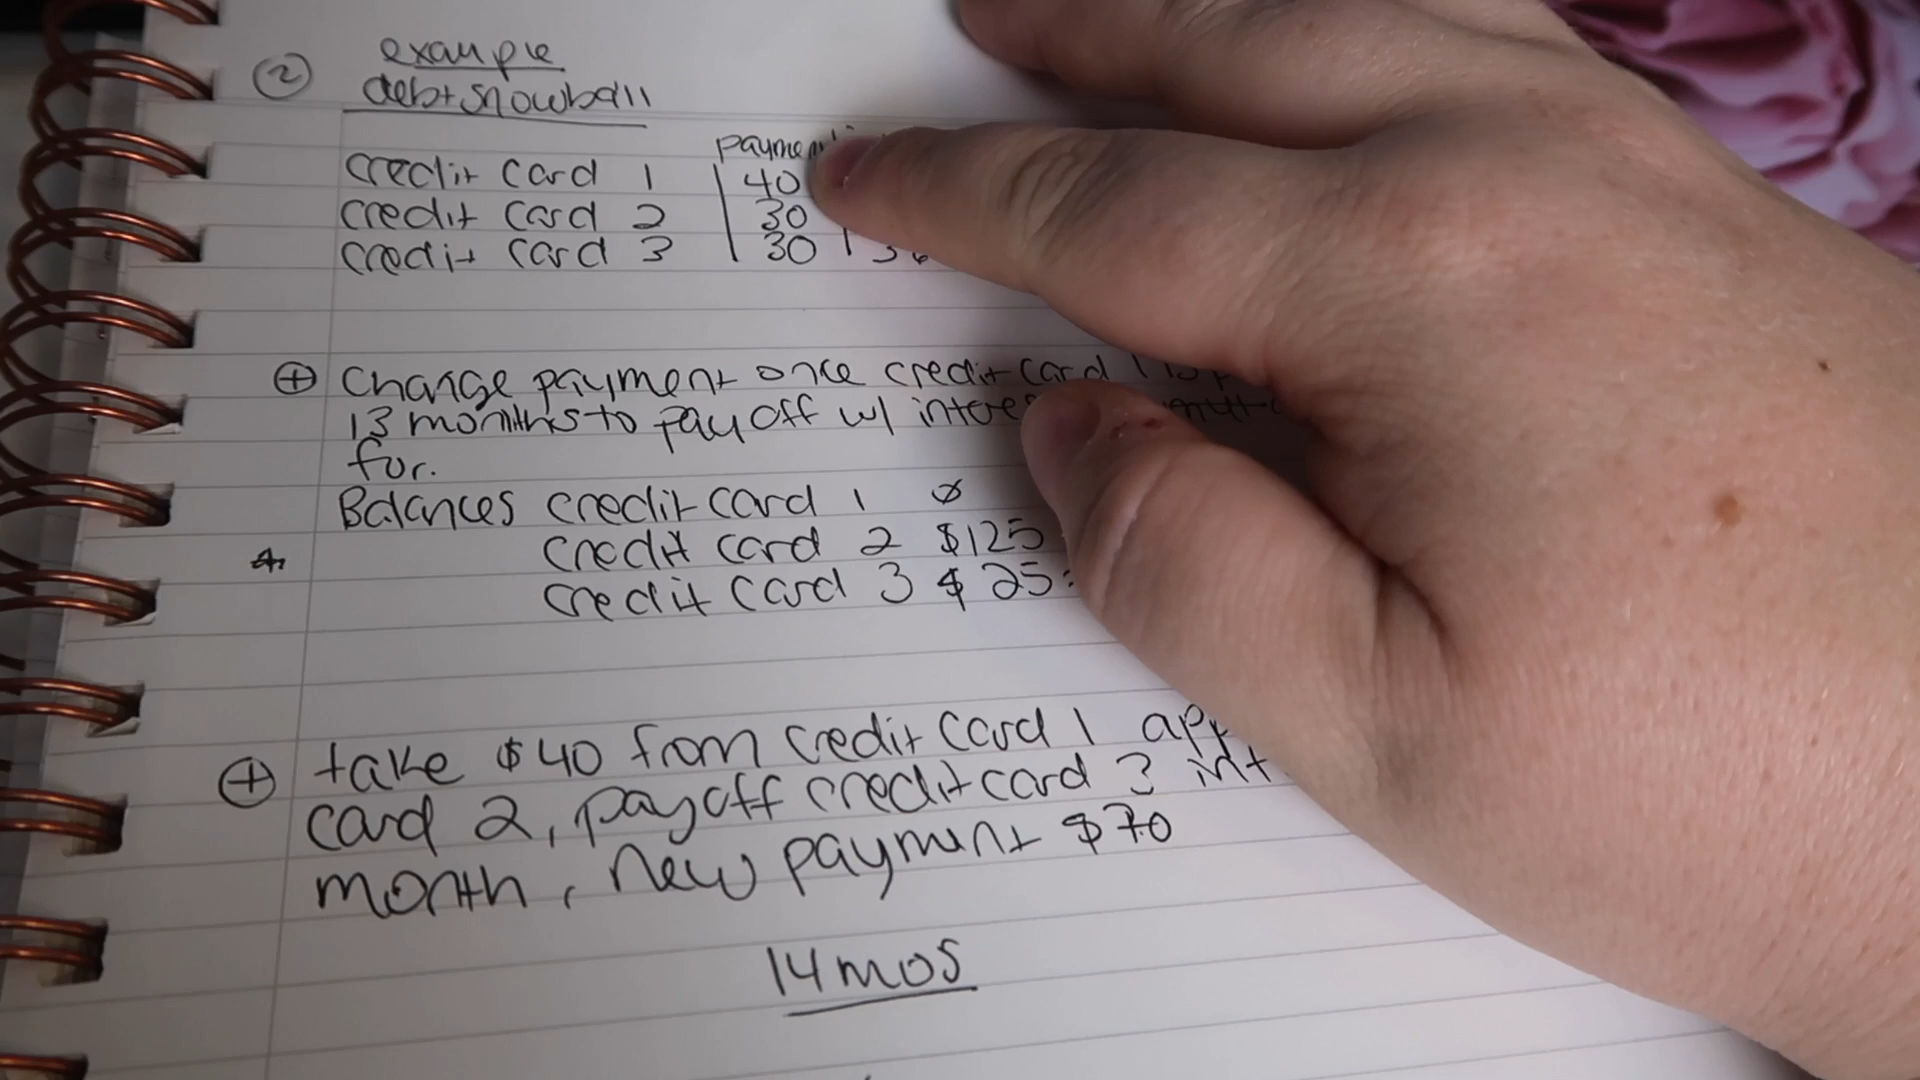 ② example
debt snowball
payment
credit card 1 | 40
credit card 2 | 30
credit card 3 | 30 |
⊕ Change payment once credit card 1 is
13 months to pay off w/
for.
Balances credit card 1 ∅
credit card 2 $125
credit card 3 $ 25
⊕ take $40 from credit card 1
card 2, payoff credit card 3
month, new payment $70
14 mos